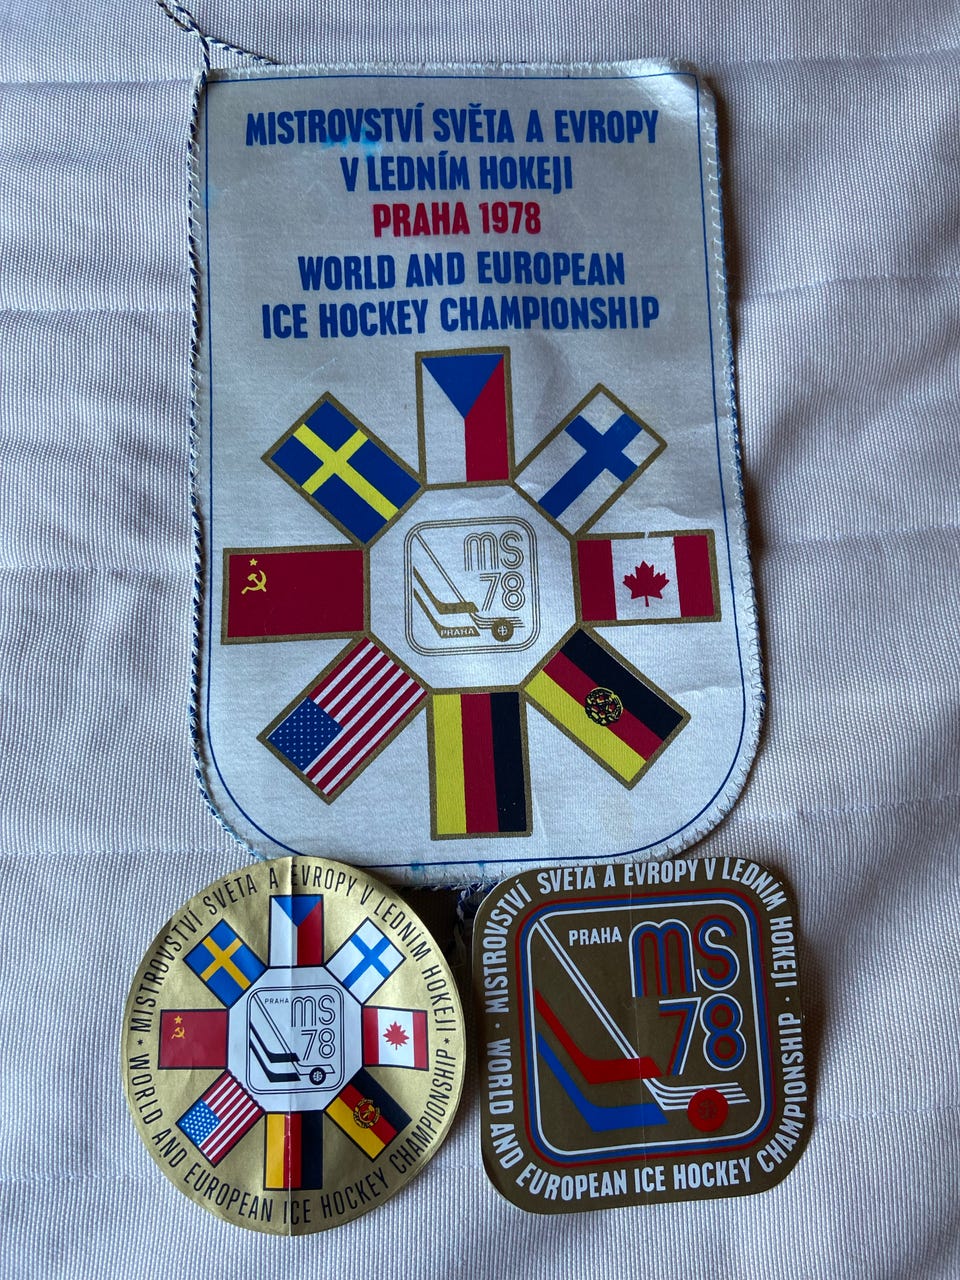 MISTROVSTVÍ SVĚTA A EVROPY
V LEDNÍM HOKEJI
PRAHA 1978
WORLD AND EUROPEAN
ICE HOCKEY CHAMPIONSHIP
MS
78
PRAHA
MISTROVSTVÍ SVĚTA A EVROPY V LEDNÍM HOKEJI
PRAHA
MS
78
WORLD AND EUROPEAN ICE HOCKEY CHAMPIONSHIP
MISTROVSTVÍ SVĚTA A EVROPY V LEDNÍM HOKEJI
PRAHA
MS
78
WORLD AND EUROPEAN ICE HOCKEY CHAMPIONSHIP